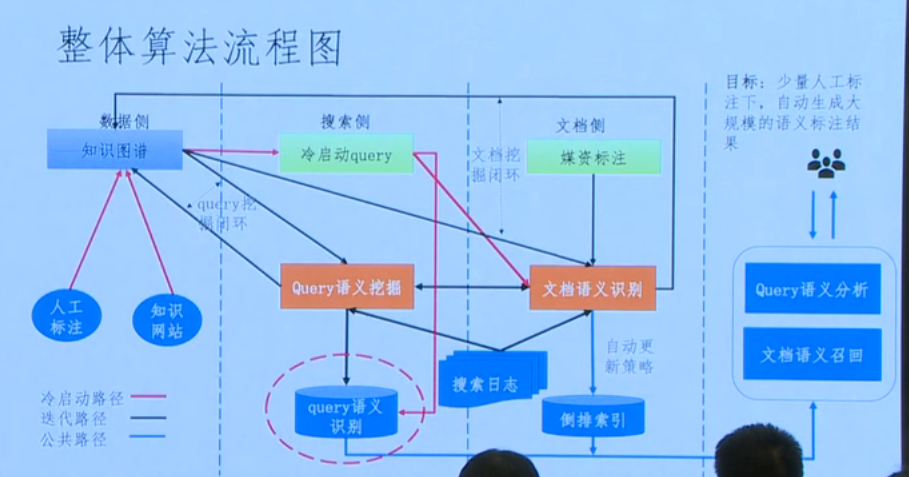 整体算法流程图
目标：少量人工标
注下，自动生成大
规模的语义标注结
果
数据侧
搜索侧
文档侧
知识图谱
冷启动query
文档挖
掘闭环
媒资标注
query挖
掘闭环
Query语义挖掘
文档语义识别
Query语义分析
人工
标注
知识
网站
自动更
新策略
文档语义召回
搜索日志
冷启动路径
迭代路径
公共路径
query语义
识别
倒排索引